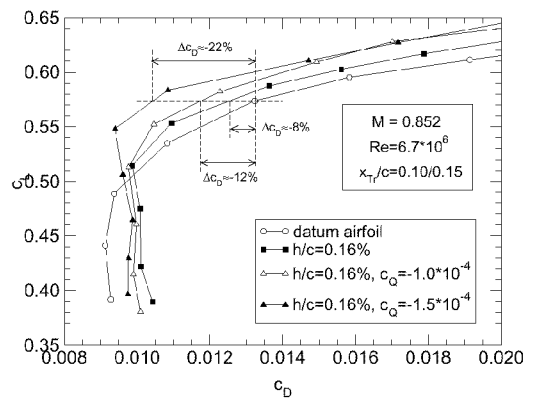 0.65
0.60
0.55
0.50
0.45
0.40
0.35
c_L
0.008
0.010
0.012
0.014
0.016
0.018
0.020
c_D
Δc_D≈-22%
Δc_D≈-8%
Δc_D≈-12%
M = 0.852
Re=6.7*10^6
x_Tr/c=0.10/0.15
datum airfoil
h/c=0.16%
h/c=0.16%, c_Q=-1.0*10^-4
h/c=0.16%, c_Q=-1.5*10^-4